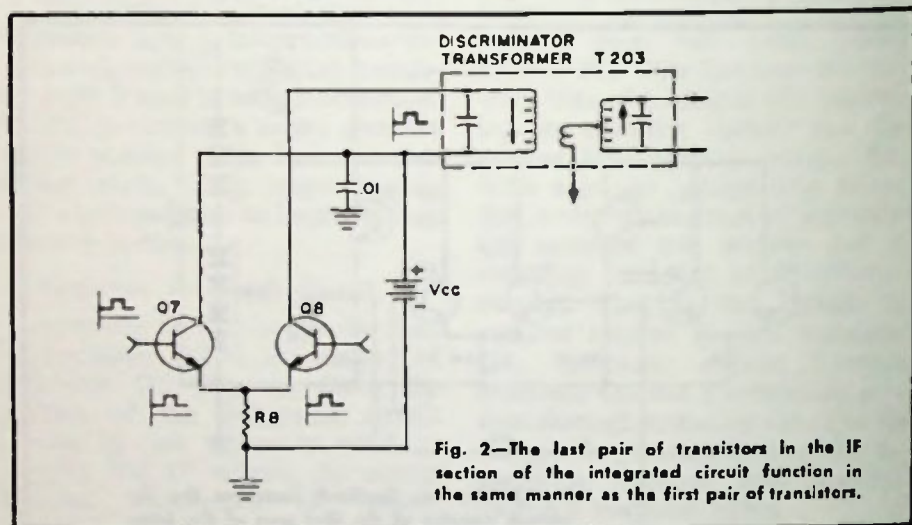 DISCRIMINATOR
TRANSFORMER T203
.01
+
Vcc
-
Q7
Q8
R8
Fig. 2—The last pair of transistors in the IF
section of the integrated circuit function in
the same manner as the first pair of transistors.